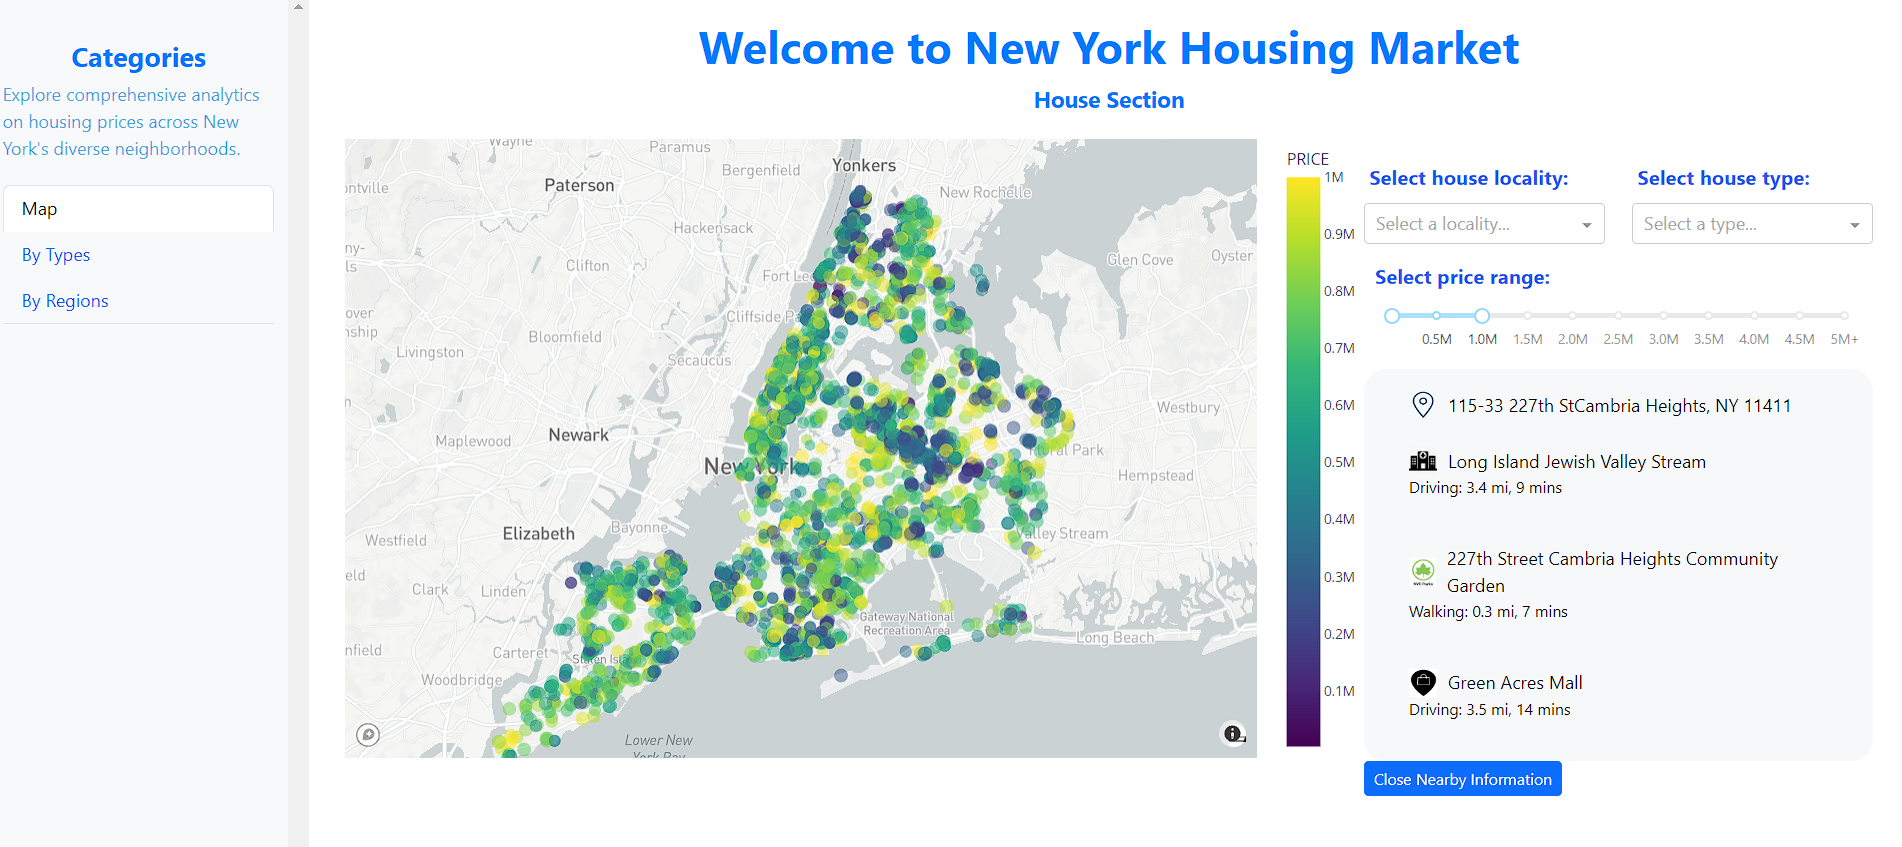 Categories
Explore comprehensive analytics
on housing prices across New
York's diverse neighborhoods.
Map
By Types
By Regions
Welcome to New York Housing Market
House Section
Wayne
Paramus
Bergenfield
Yonkers
New Rochelle
ontville
Paterson
Hackensack
ny-
ls
Clifton
Fort Lee
Glen Cove
Oyster
over
nship
Cliffside Pa
Bloomfield
Livingston
Secaucus
n
Maplewood
Newark
New York
Westbury
Floral Park
Hempstead
Elizabeth
Bayonne
Westfield
Valley Stream
eld
Clark
Linden
Gateway National
Recreation Area
Long Beach
nfield
Carteret
Staten Island
Woodbridge
Lower New
York Bay
PRICE
1M
0.9M
0.8M
0.7M
0.6M
0.5M
0.4M
0.3M
0.2M
0.1M
Select house locality:
Select house type:
Select a locality...
Select a type...
Select price range:
0.5M 1.0M 1.5M 2.0M 2.5M 3.0M 3.5M 4.0M 4.5M 5M+
115-33 227th StCambria Heights, NY 11411
Long Island Jewish Valley Stream
Driving: 3.4 mi, 9 mins
NYC Parks
227th Street Cambria Heights Community
Garden
Walking: 0.3 mi, 7 mins
Green Acres Mall
Driving: 3.5 mi, 14 mins
Close Nearby Information